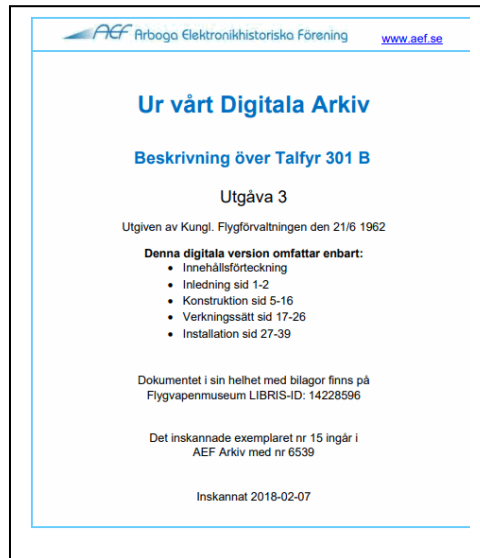 AEF Arboga Elektronikhistoriska Förening www.aef.se
Ur vårt Digitala Arkiv
Beskrivning över Talfyr 301 B
Utgåva 3
Utgiven av Kungl. Flygförvaltningen den 21/6 1962
Denna digitala version omfattar enbart:
• Innehållsförteckning
• Inledning sid 1-2
• Konstruktion sid 5-16
• Verkningssätt sid 17-26
• Installation sid 27-39
Dokumentet i sin helhet med bilagor finns på
Flygvapenmuseum LIBRIS-ID: 14228596
Det inskannade exemplaret nr 15 ingår i
AEF Arkiv med nr 6539
Inskannat 2018-02-07